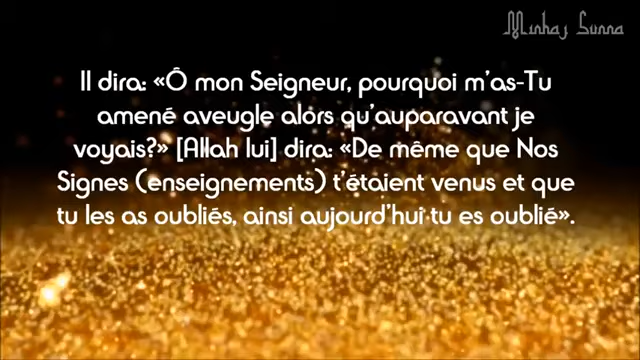 Minhaj Sunna
Il dira: «Ô mon Seigneur, pourquoi m'as-Tu
amené aveugle alors qu'auparavant je
voyais?» [Allah lui] dira: «De même que Nos
Signes (enseignements) t'étaient venus et que
tu les as oubliés, ainsi aujourd'hui tu es oublié».